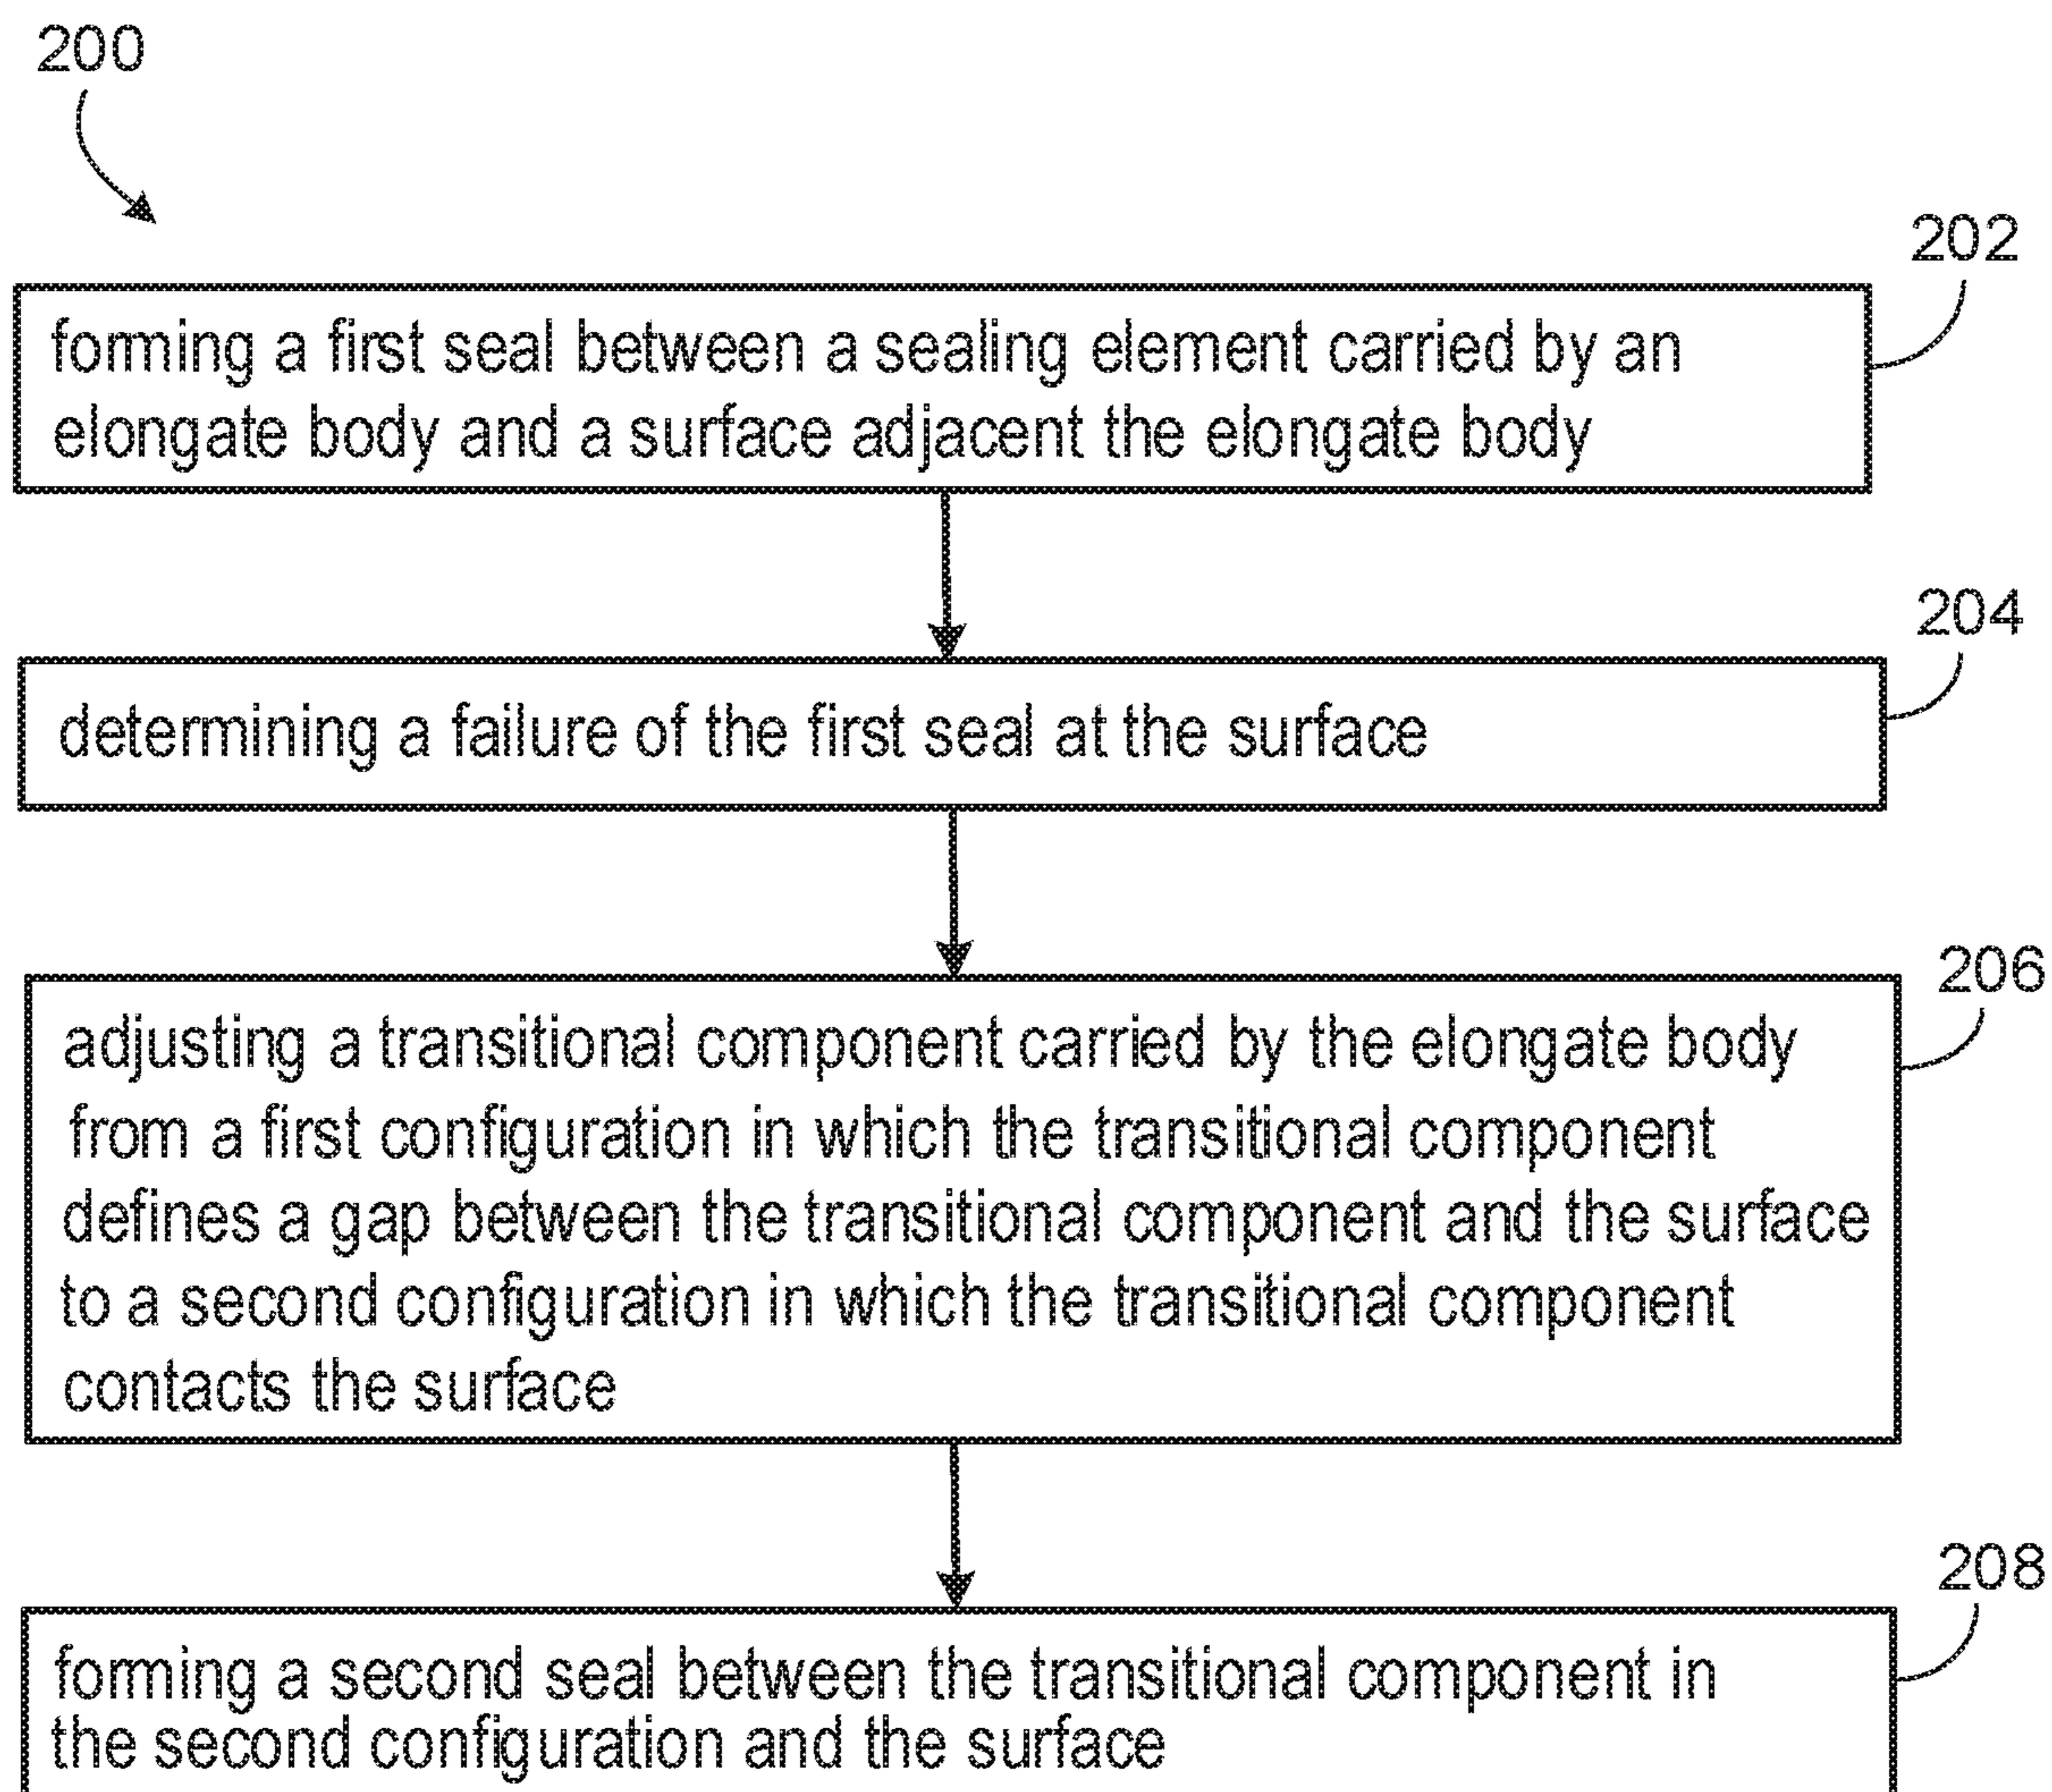 200
202
forming a first seal between a sealing element carried by an
elongate body and a surface adjacent the elongate body
204
determining a failure of the first seal at the surface
206
adjusting a transitional component carried by the elongate body
from a first configuration in which the transitional component
defines a gap between the transitional component and the surface
to a second configuration in which the transitional component
contacts the surface
208
forming a second seal between the transitional component in
the second configuration and the surface